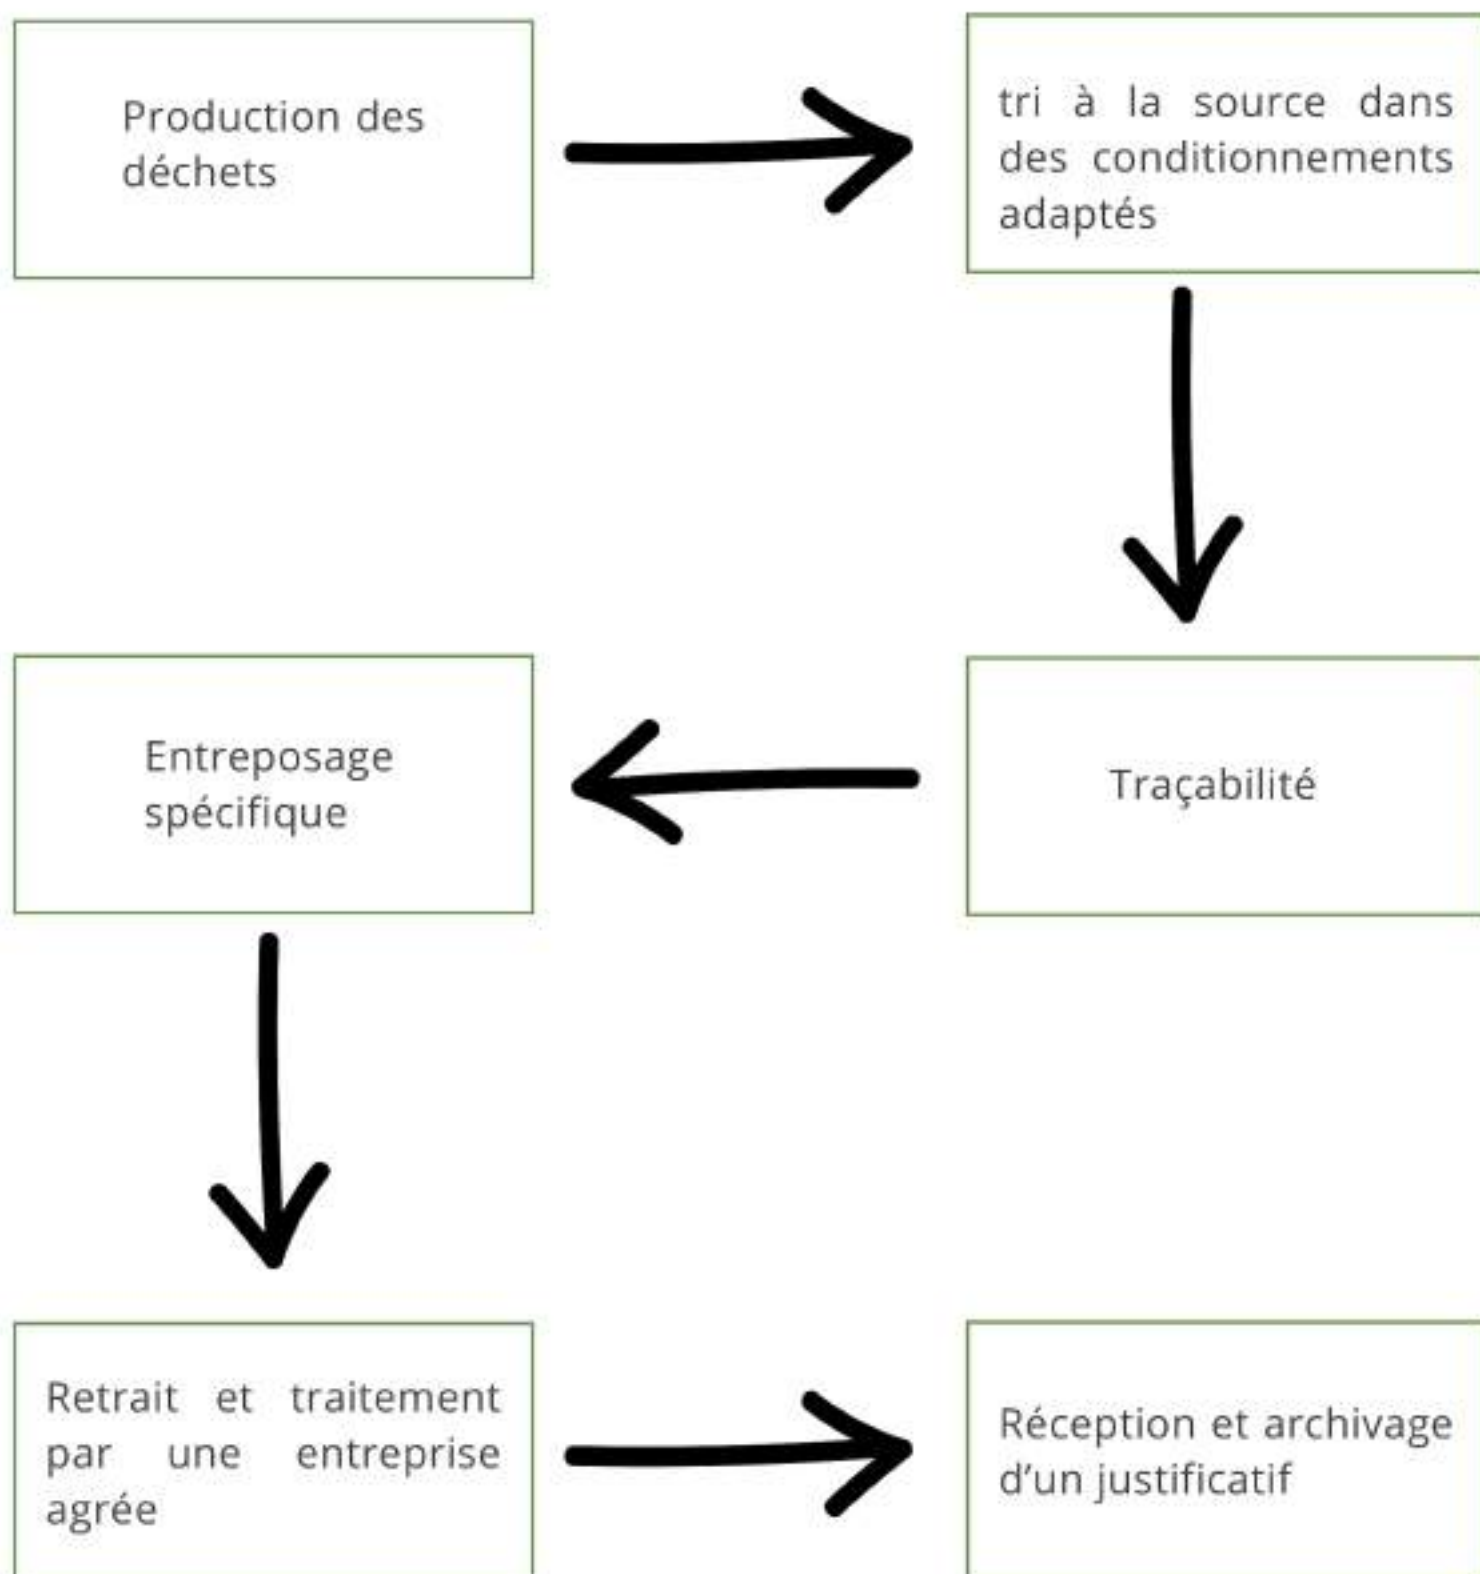 Production des
déchets
tri à la source dans
des conditionnements
adaptés
Traçabilité
Entreposage
spécifique
Retrait et traitement
par une entreprise
agrée
Réception et archivage
d'un justificatif